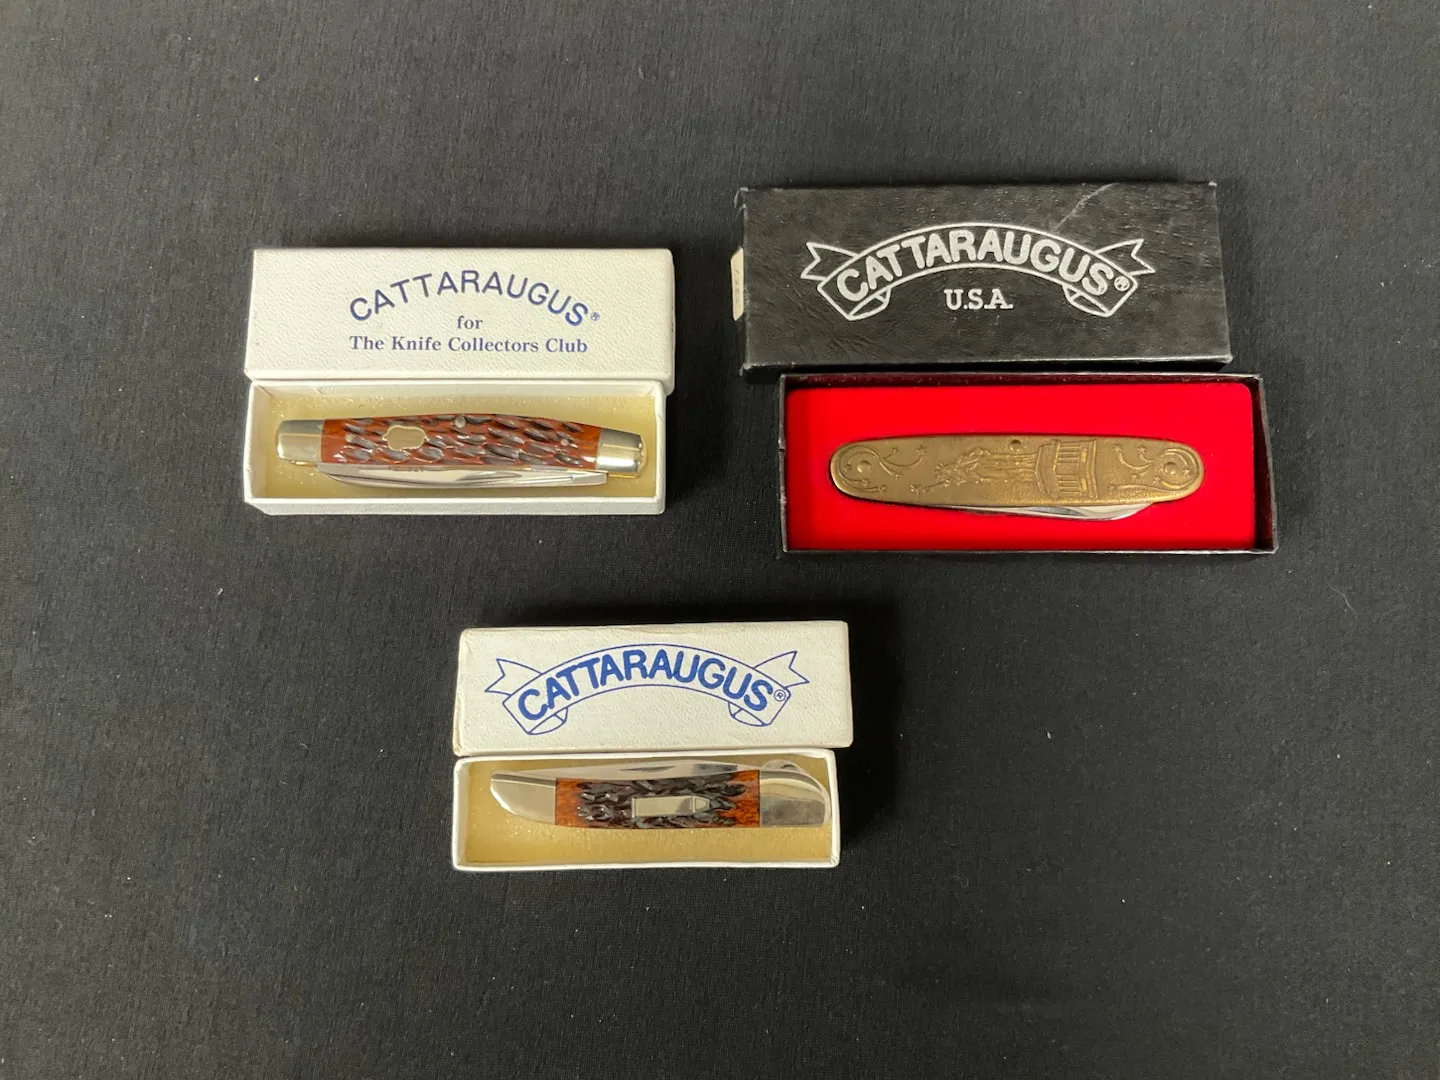 CATTARAUGUS®
for
The Knife Collectors Club
CATTARAUGUS®
U.S.A.
CATTARAUGUS®